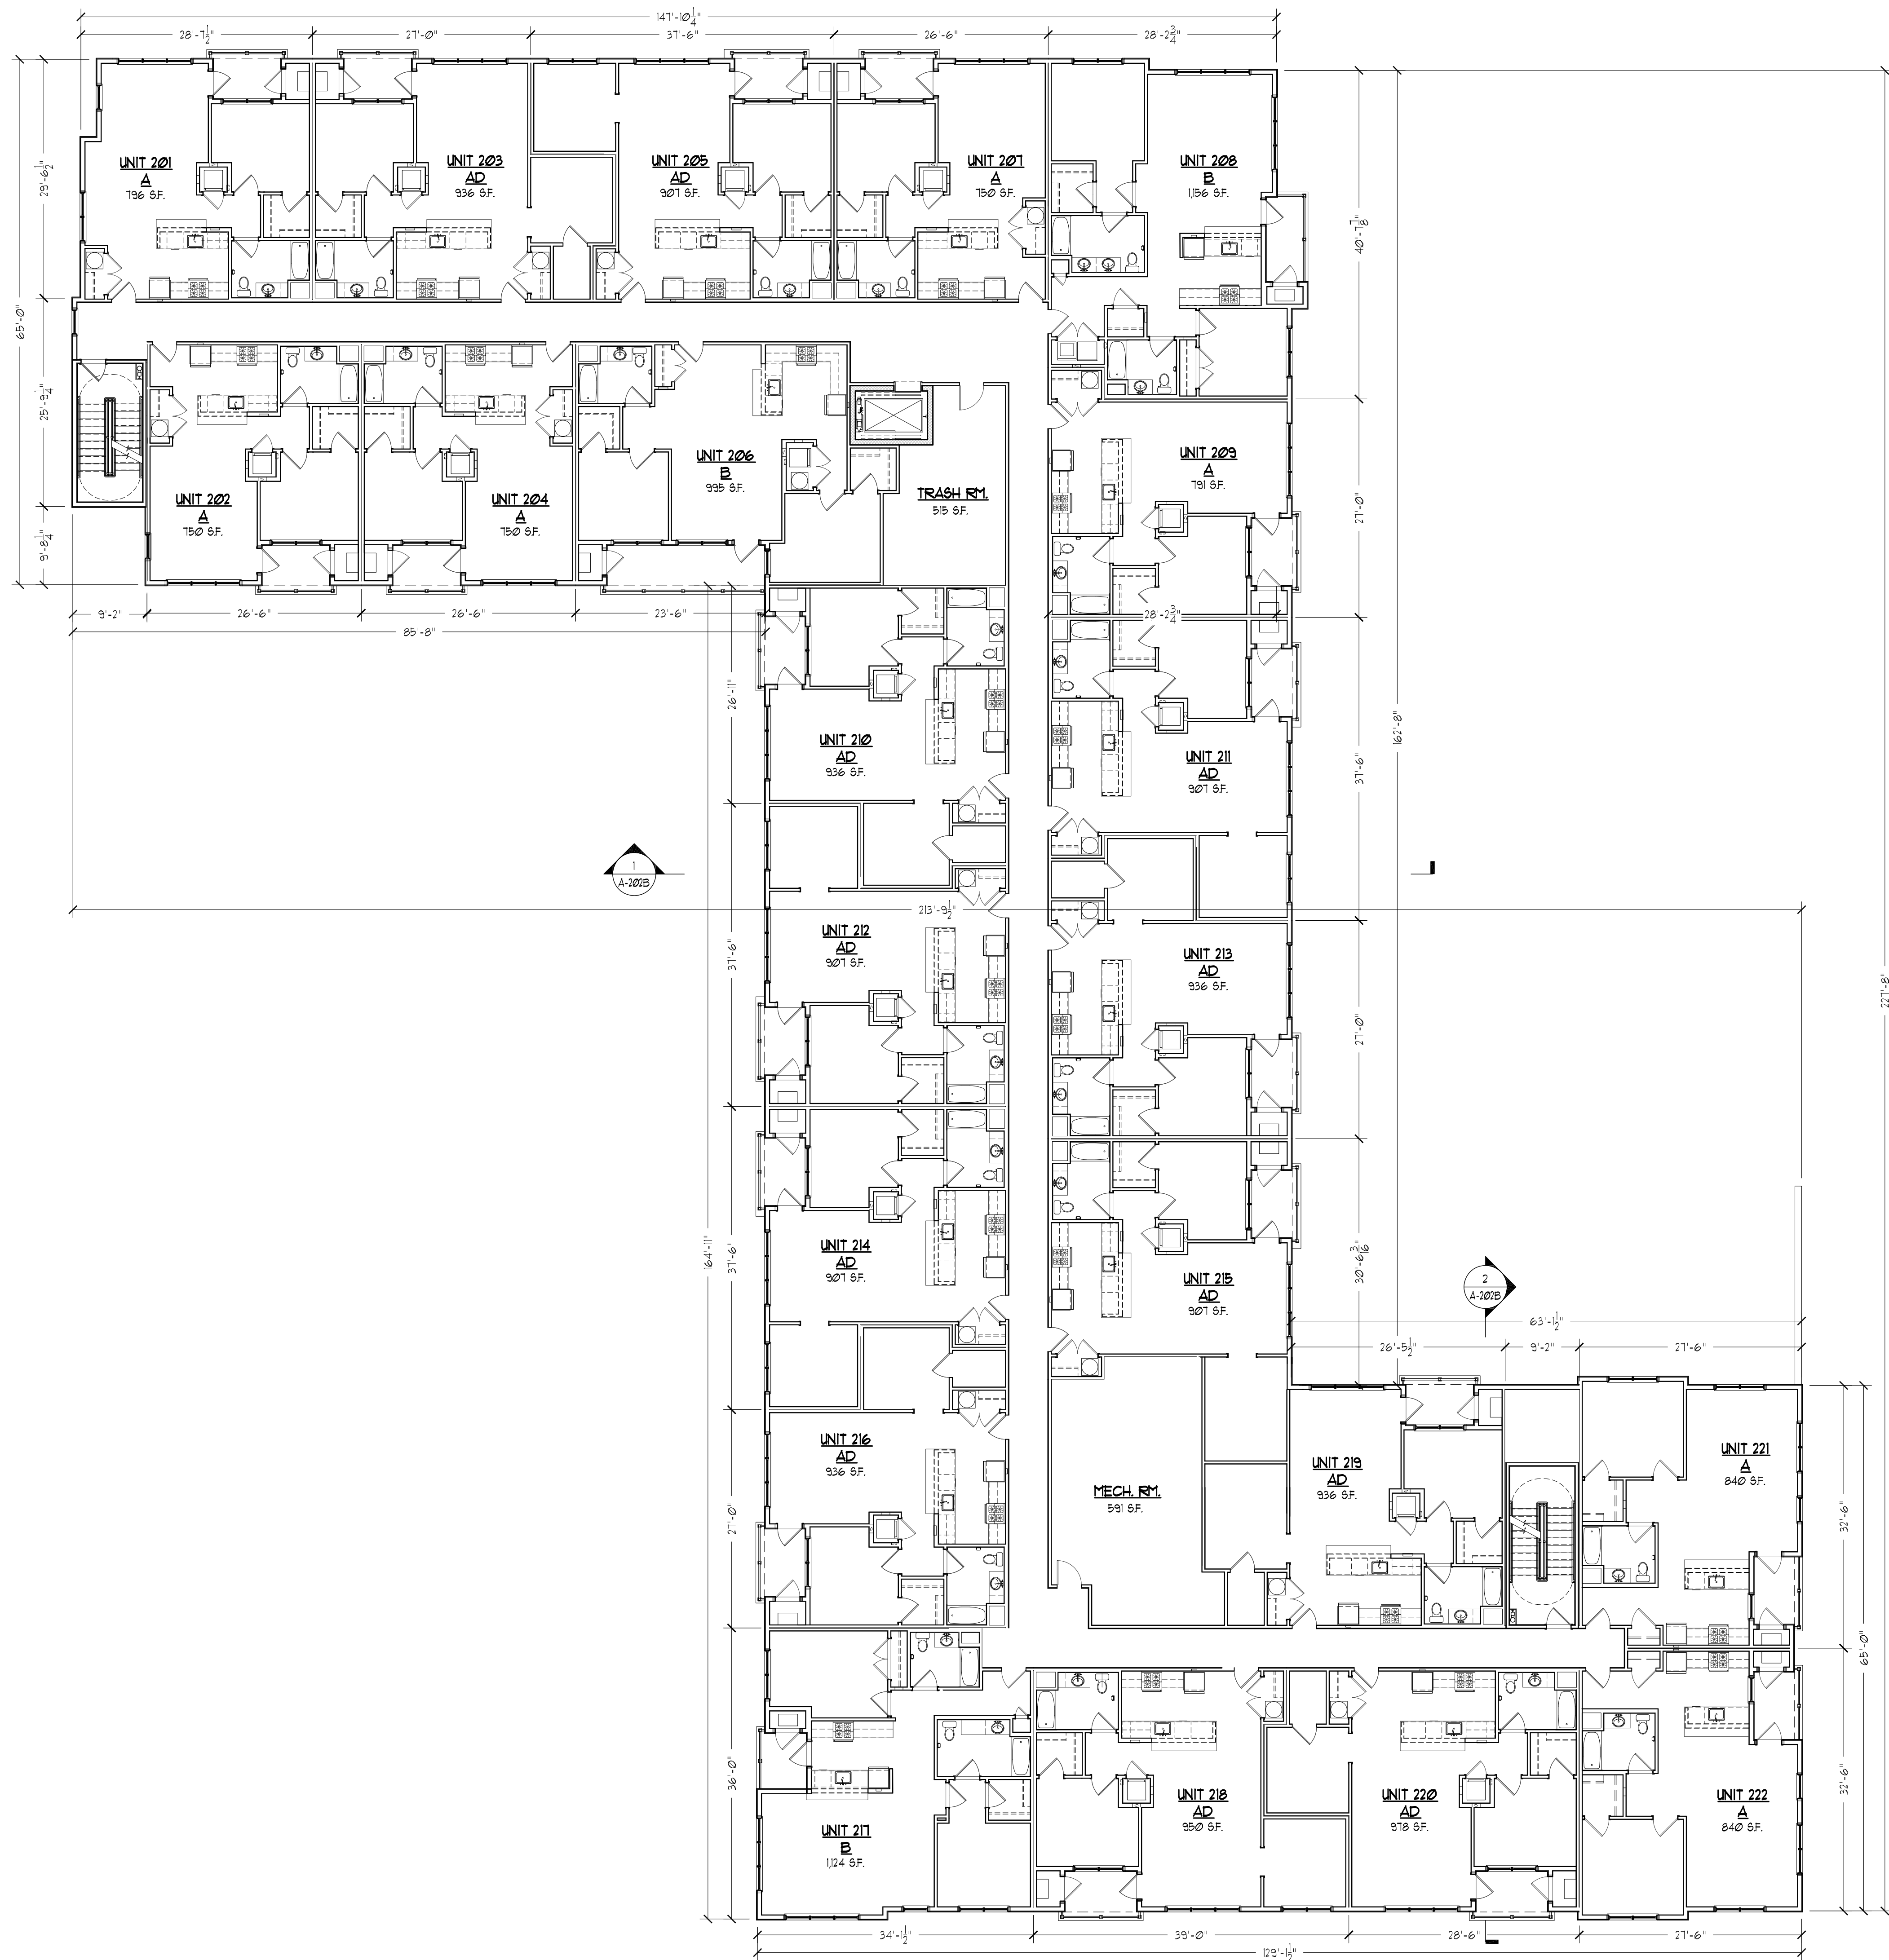 147'-10 1/4"
28'-7 1/2"
27'-0"
37'-6"
26'-6"
28'-2 3/4"
UNIT 201
A
796 S.F.
UNIT 203
AD
936 S.F.
UNIT 205
AD
907 S.F.
UNIT 207
A
750 S.F.
UNIT 208
B
1,156 S.F.
29'-6 1/2"
65'-0"
25'-9 1/4"
9'-8 1/4"
40'-7 7/8"
UNIT 202
A
750 S.F.
UNIT 204
A
750 S.F.
UNIT 206
B
995 S.F.
TRASH RM.
515 S.F.
UNIT 209
A
791 S.F.
27'-0"
9'-2"
26'-6"
26'-6"
23'-6"
85'-8"
28'-2 3/4"
26'-11"
UNIT 210
AD
936 S.F.
UNIT 211
AD
907 S.F.
37'-6"
162'-8"
1
A-202B
213'-9 1/2"
UNIT 212
AD
907 S.F.
37'-6"
UNIT 213
AD
936 S.F.
27'-0"
227'-8"
164'-11"
37'-6"
UNIT 214
AD
907 S.F.
UNIT 215
AD
907 S.F.
30'-6 3/16"
2
A-202B
63'-1 1/2"
26'-5 1/2"
9'-2"
27'-6"
UNIT 216
AD
936 S.F.
27'-0"
MECH. RM.
591 S.F.
UNIT 219
AD
936 S.F.
UNIT 221
A
840 S.F.
32'-6"
65'-0"
36'-0"
UNIT 217
B
1,124 S.F.
UNIT 218
AD
950 S.F.
UNIT 220
AD
978 S.F.
UNIT 222
A
840 S.F.
32'-6"
34'-1 1/2"
39'-0"
28'-6"
27'-6"
129'-1 1/2"